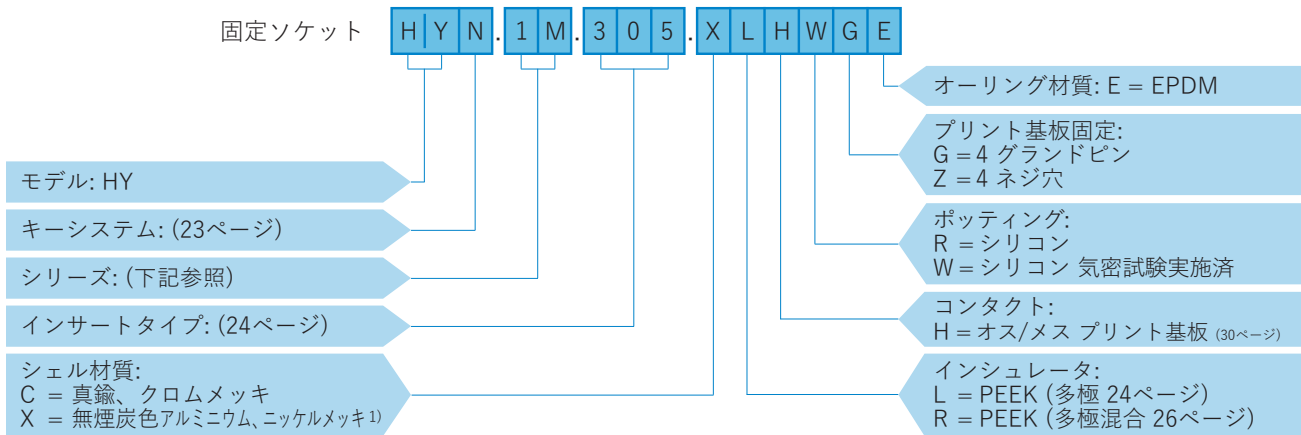 固定ソケット HYN.1M.305.XLHWGE
オーリング材質: E = EPDM
プリント基板固定:
G = 4 グランドピン
Z = 4 ネジ穴
モデル: HY
キーシステム: (23ページ)
ポッティング:
R = シリコン
W = シリコン 気密試験実施済
シリーズ: (下記参照)
インサートタイプ: (24ページ)
コンタクト:
H = オス/メス プリント基板 (30ページ)
シェル材質:
C = 真鍮、クロムメッキ
X = 無煙炭色アルミニウム、ニッケルメッキ 1)
インシュレータ:
L = PEEK (多極 24ページ)
R = PEEK (多極混合 26ページ)